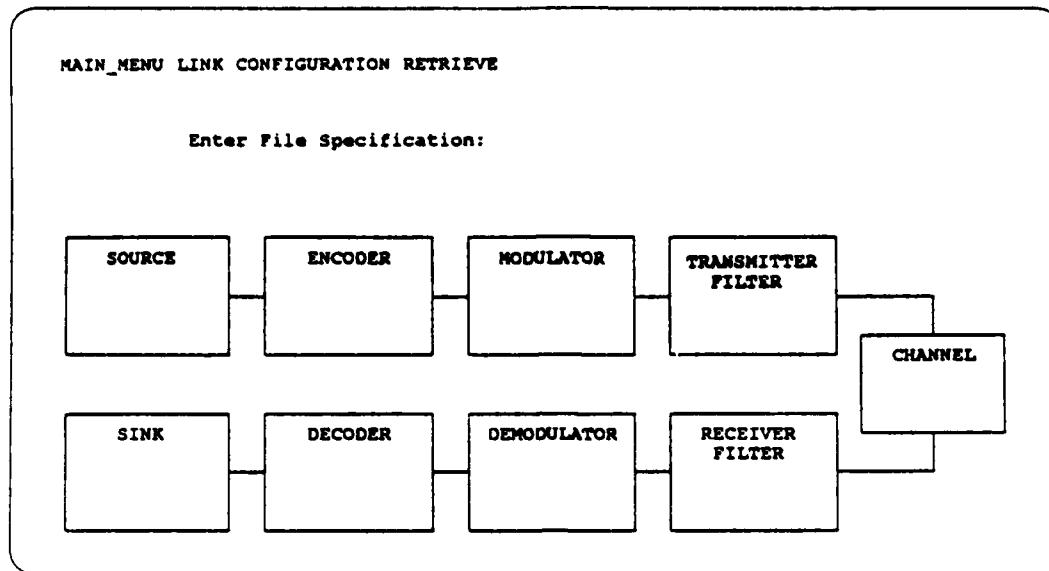 MAIN_MENU LINK CONFIGURATION RETRIEVE
Enter File Specification:
SOURCE
ENCODER
MODULATOR
TRANSMITTER
FILTER
CHANNEL
SINK
DECODER
DEMODULATOR
RECEIVER
FILTER